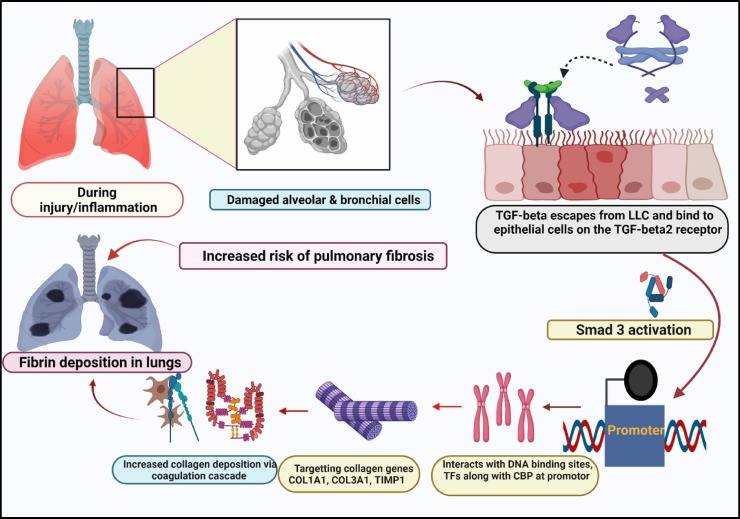 During
injury/inflammation
Damaged alveolar & bronchial cells
TGF-beta escapes from LLC and bind to
epithelial cells on the TGF-beta2 receptor
Increased risk of pulmonary fibrosis
Smad 3 activation
Fibrin deposition in lungs
Promoter
Increased collagen deposition via
coagulation cascade
Targetting collagen genes
COL1A1, COL3A1, TIMP1
Interacts with DNA binding sites,
TFs along with CBP at promotor